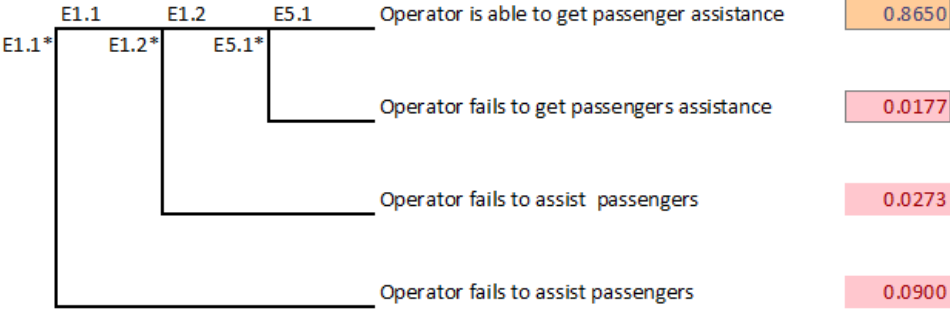 E1.1 E1.2 E5.1 Operator is able to get passenger assistance 0.8650
E1.1* E1.2* E5.1*
Operator fails to get passengers assistance 0.0177
Operator fails to assist  passengers 0.0273
Operator fails to assist passengers 0.0900